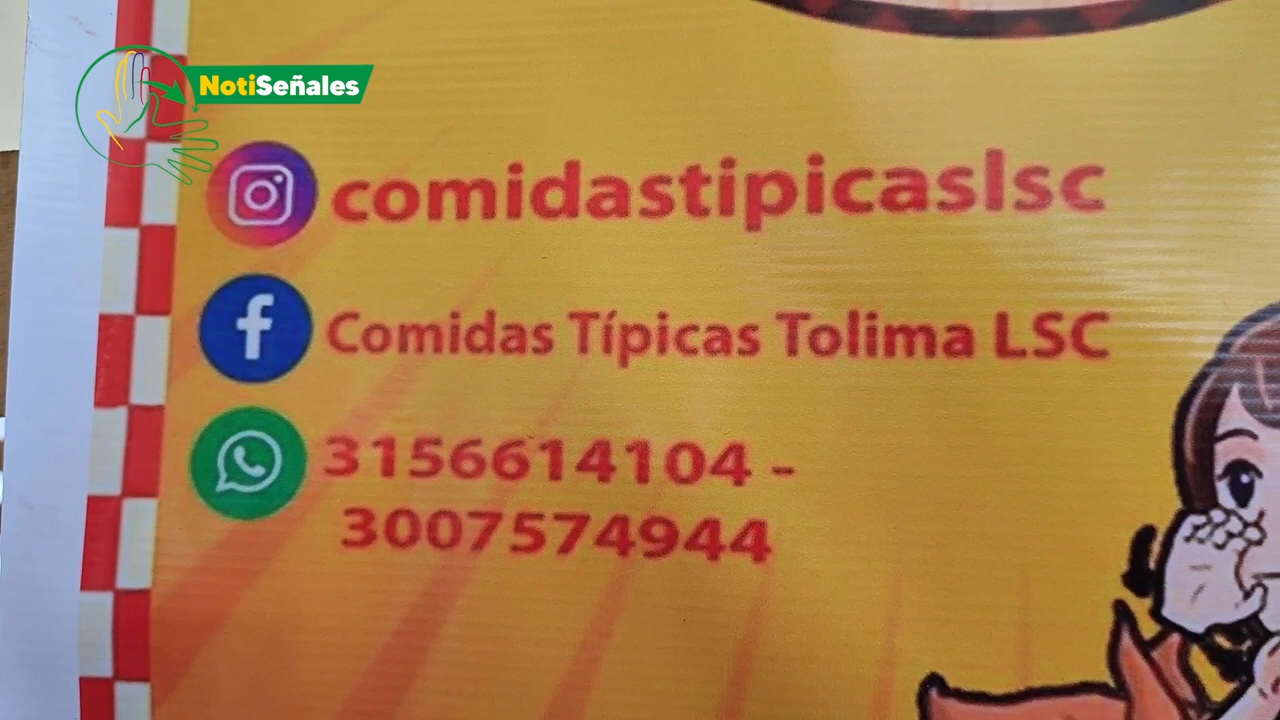 NotiSeñales
comidastipicaslsc
Comidas Típicas Tolima LSC
3156614104 -
3007574944